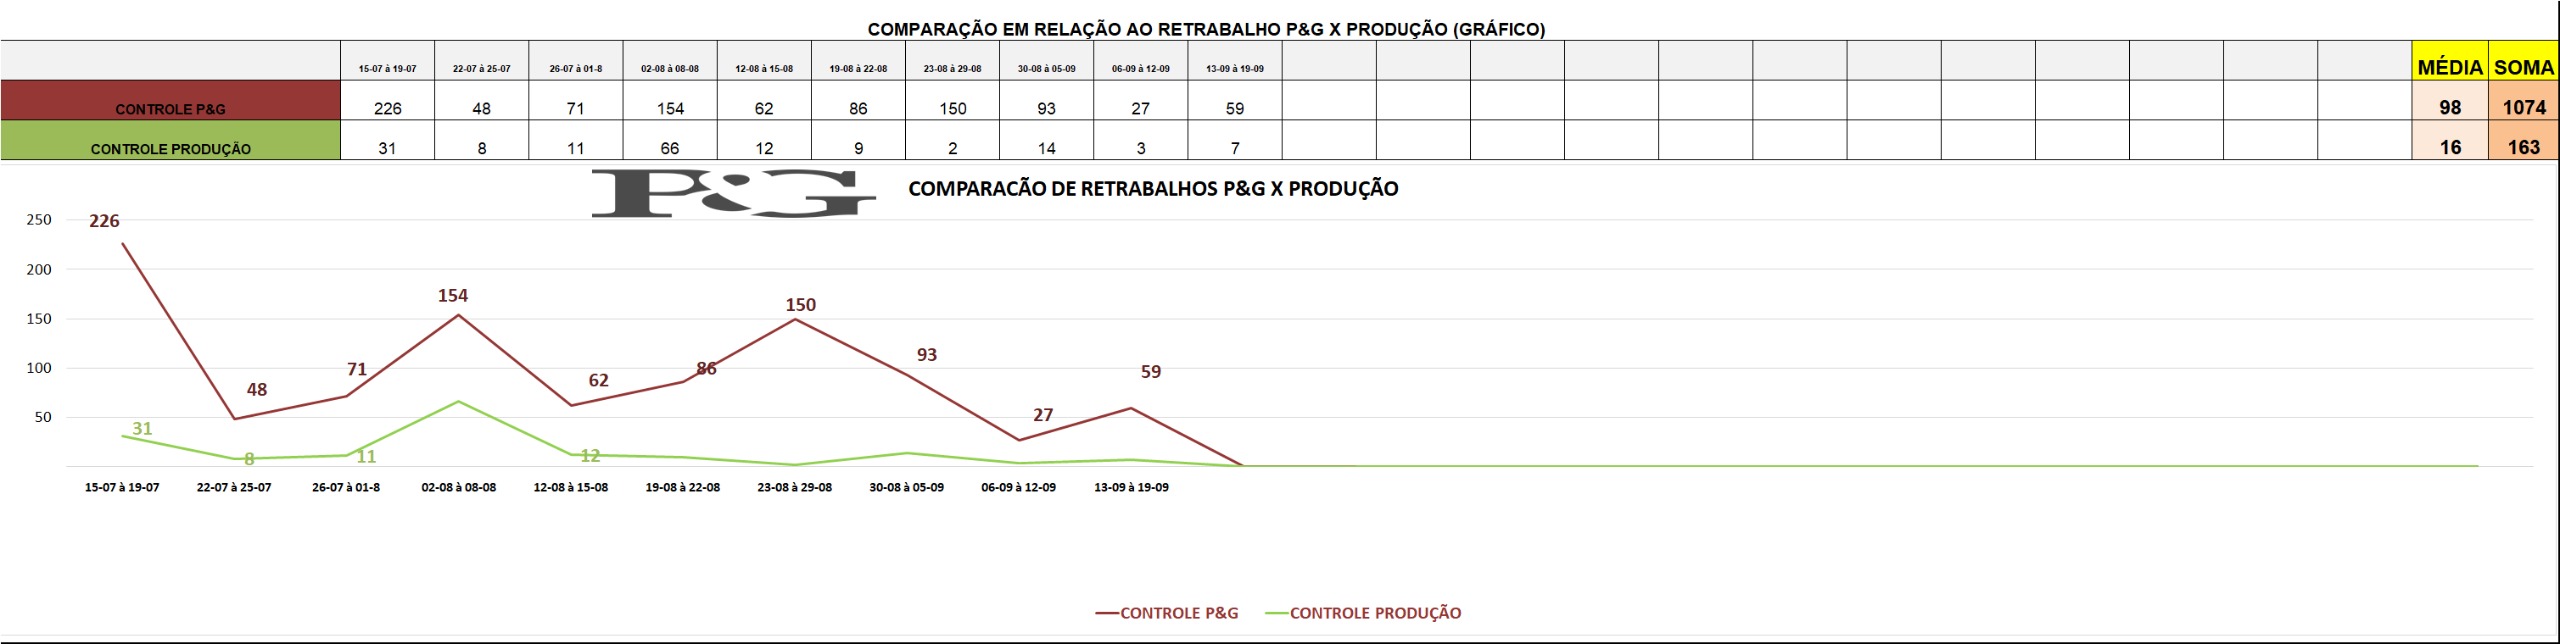 COMPARAÇÃO EM RELAÇÃO AO RETRABALHO P&G X PRODUÇÃO (GRÁFICO)
15-07 à 19-07 22-07 à 25-07 26-07 à 01-8 02-08 à 08-08 12-08 à 15-08 19-08 à 22-08 23-08 à 29-08 30-08 à 05-09 06-09 à 12-09 13-09 à 19-09 MÉDIA SOMA
CONTROLE P&G 226 48 71 154 62 86 150 93 27 59 98 1074
CONTROLE PRODUÇÃO 31 8 11 66 12 9 2 14 3 7 16 163
P&G COMPARACÃO DE RETRABALHOS P&G X PRODUÇÃO
250
226
200
154
150
150
93
100
71
86
59
62
48
50
27
31
8
11
12
15-07 à 19-07 22-07 à 25-07 26-07 à 01-8 02-08 à 08-08 12-08 à 15-08 19-08 à 22-08 23-08 à 29-08 30-08 à 05-09 06-09 à 12-09 13-09 à 19-09
CONTROLE P&G CONTROLE PRODUÇÃO